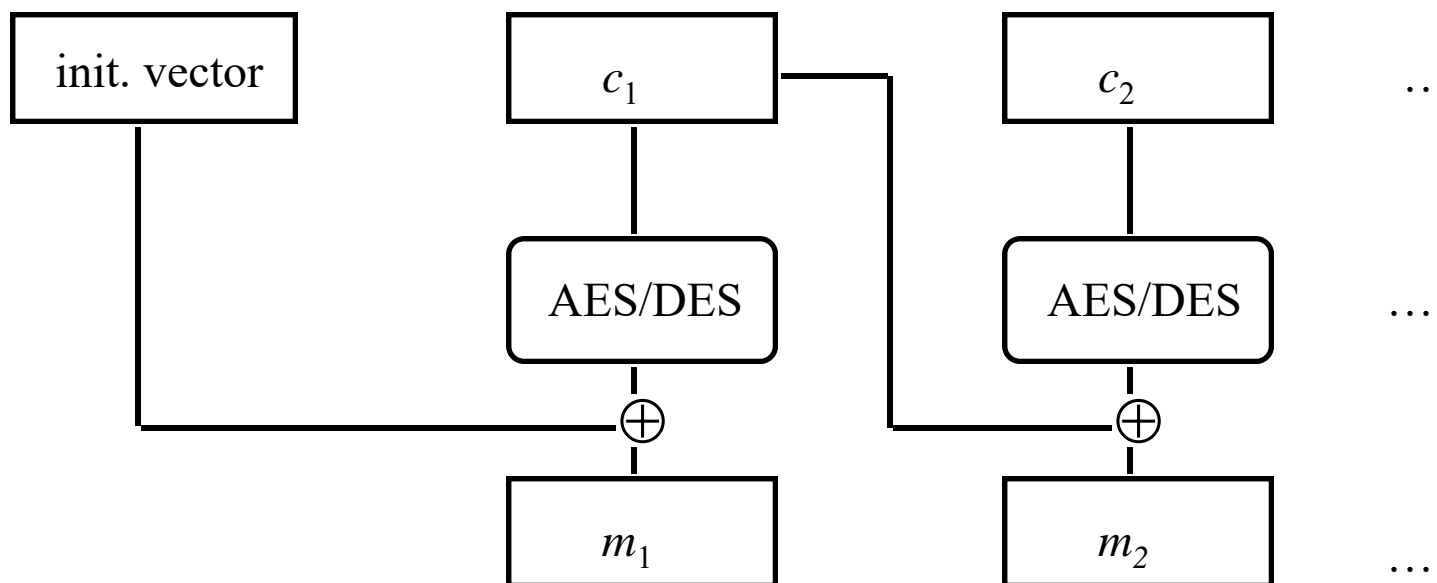 init. vector c₁ c₂ ..
AES/DES AES/DES ...
⊕ ⊕
m₁ m₂ ...